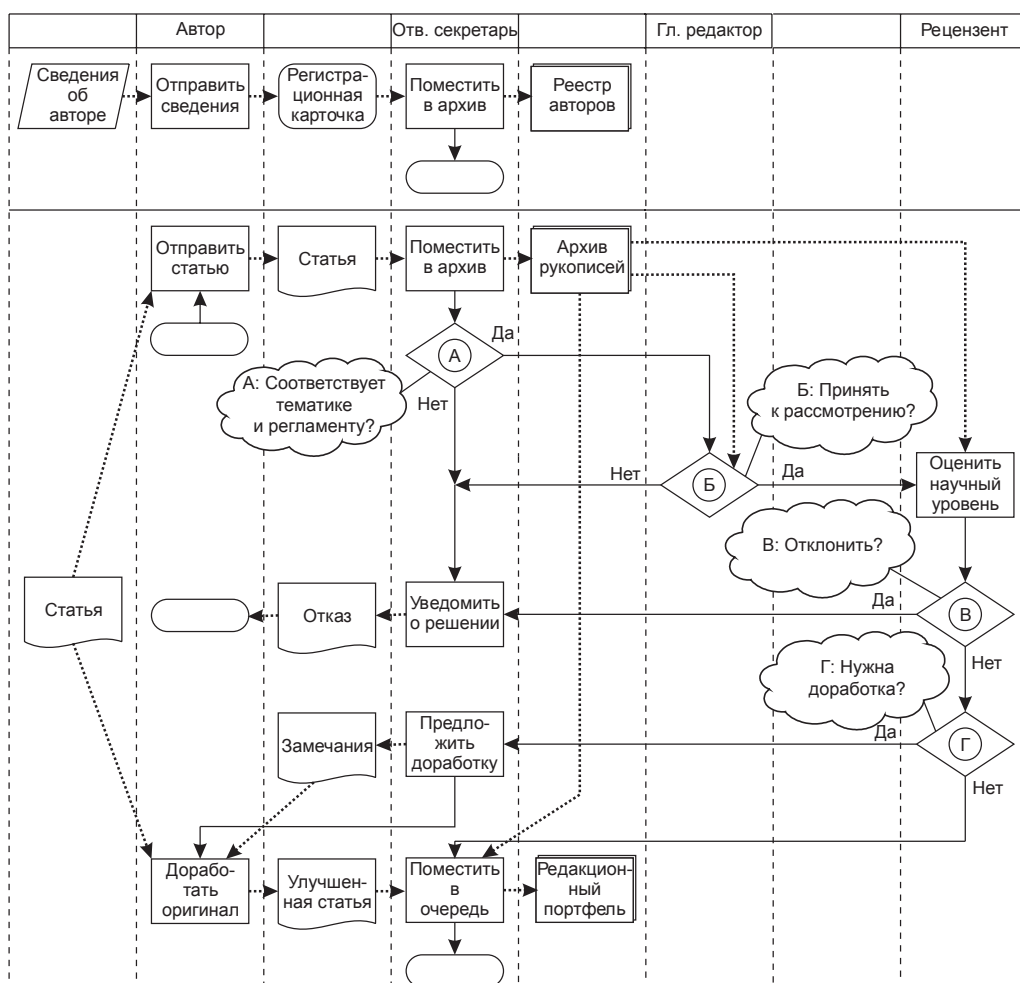 Автор
Отв. секретарь
Гл. редактор
Рецензент
Сведения
об
авторе
Отправить
сведения
Регистра-
ционная
карточка
Поместить
в архив
Реестр
авторов
Отправить
статью
Статья
Поместить
в архив
Архив
рукописей
А
Да
Нет
А: Соответствует
тематике
и регламенту?
Б: Принять
к рассмотрению?
Нет
Б
Да
Оценить
научный
уровень
В: Отклонить?
Статья
Отказ
Уведомить
о решении
Да
В
Нет
Г: Нужна
доработка?
Замечания
Предло-
жить
доработку
Да
Г
Нет
Дорабо-
тать
оригинал
Улучшен-
ная статья
Поместить
в
очередь
Редакцион-
ный
портфель